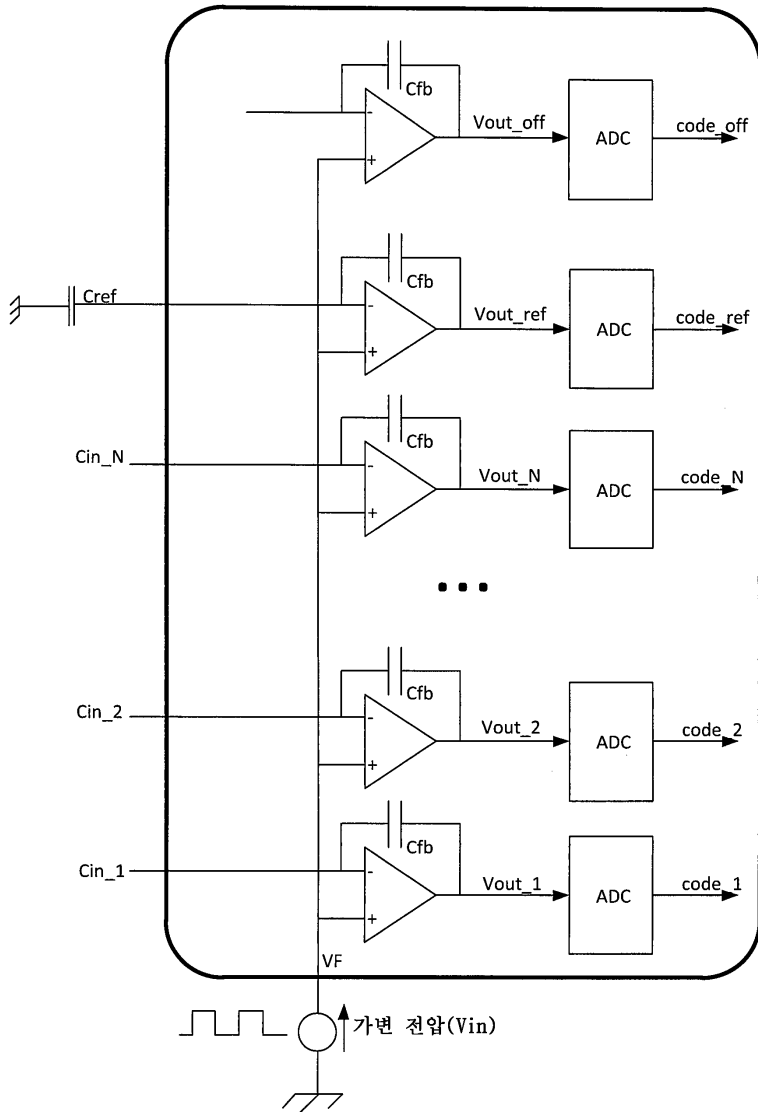 Cfb
-
+
Vout_off
ADC
code_off
Cref
Cfb
-
+
Vout_ref
ADC
code_ref
Cin_N
Cfb
-
+
Vout_N
ADC
code_N
Cin_2
Cfb
-
+
Vout_2
ADC
code_2
Cin_1
Cfb
-
+
Vout_1
ADC
code_1
VF
가변 전압(Vin)